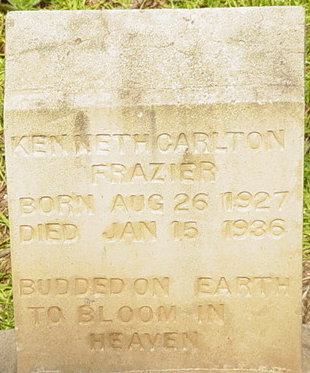 KENNETH CARLTON
FRAZIER
BORN AUG 26 1927
DIED JAN 15 1936
BUDDED ON EARTH
TO BLOOM IN
HEAVEN